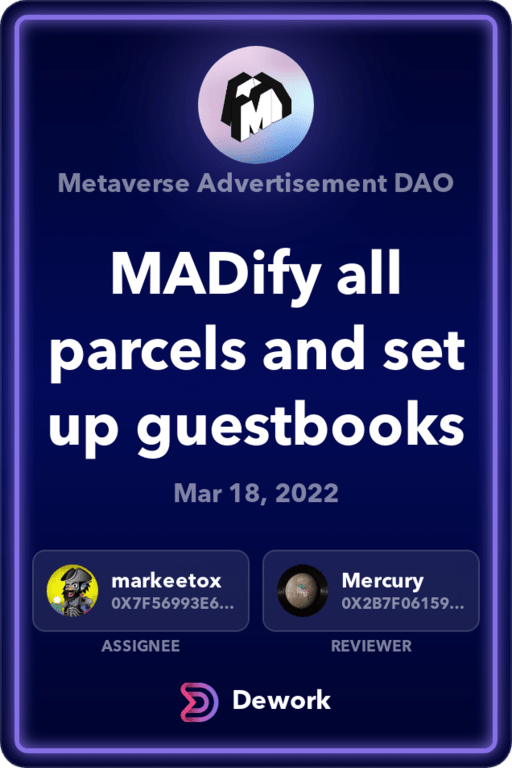 Metaverse Advertisement DAO
MADify all
parcels and set
up guestbooks
Mar 18, 2022
markeetox
0X7F56993E6...
ASSIGNEE
Mercury
0X2B7F06159...
REVIEWER
Dework